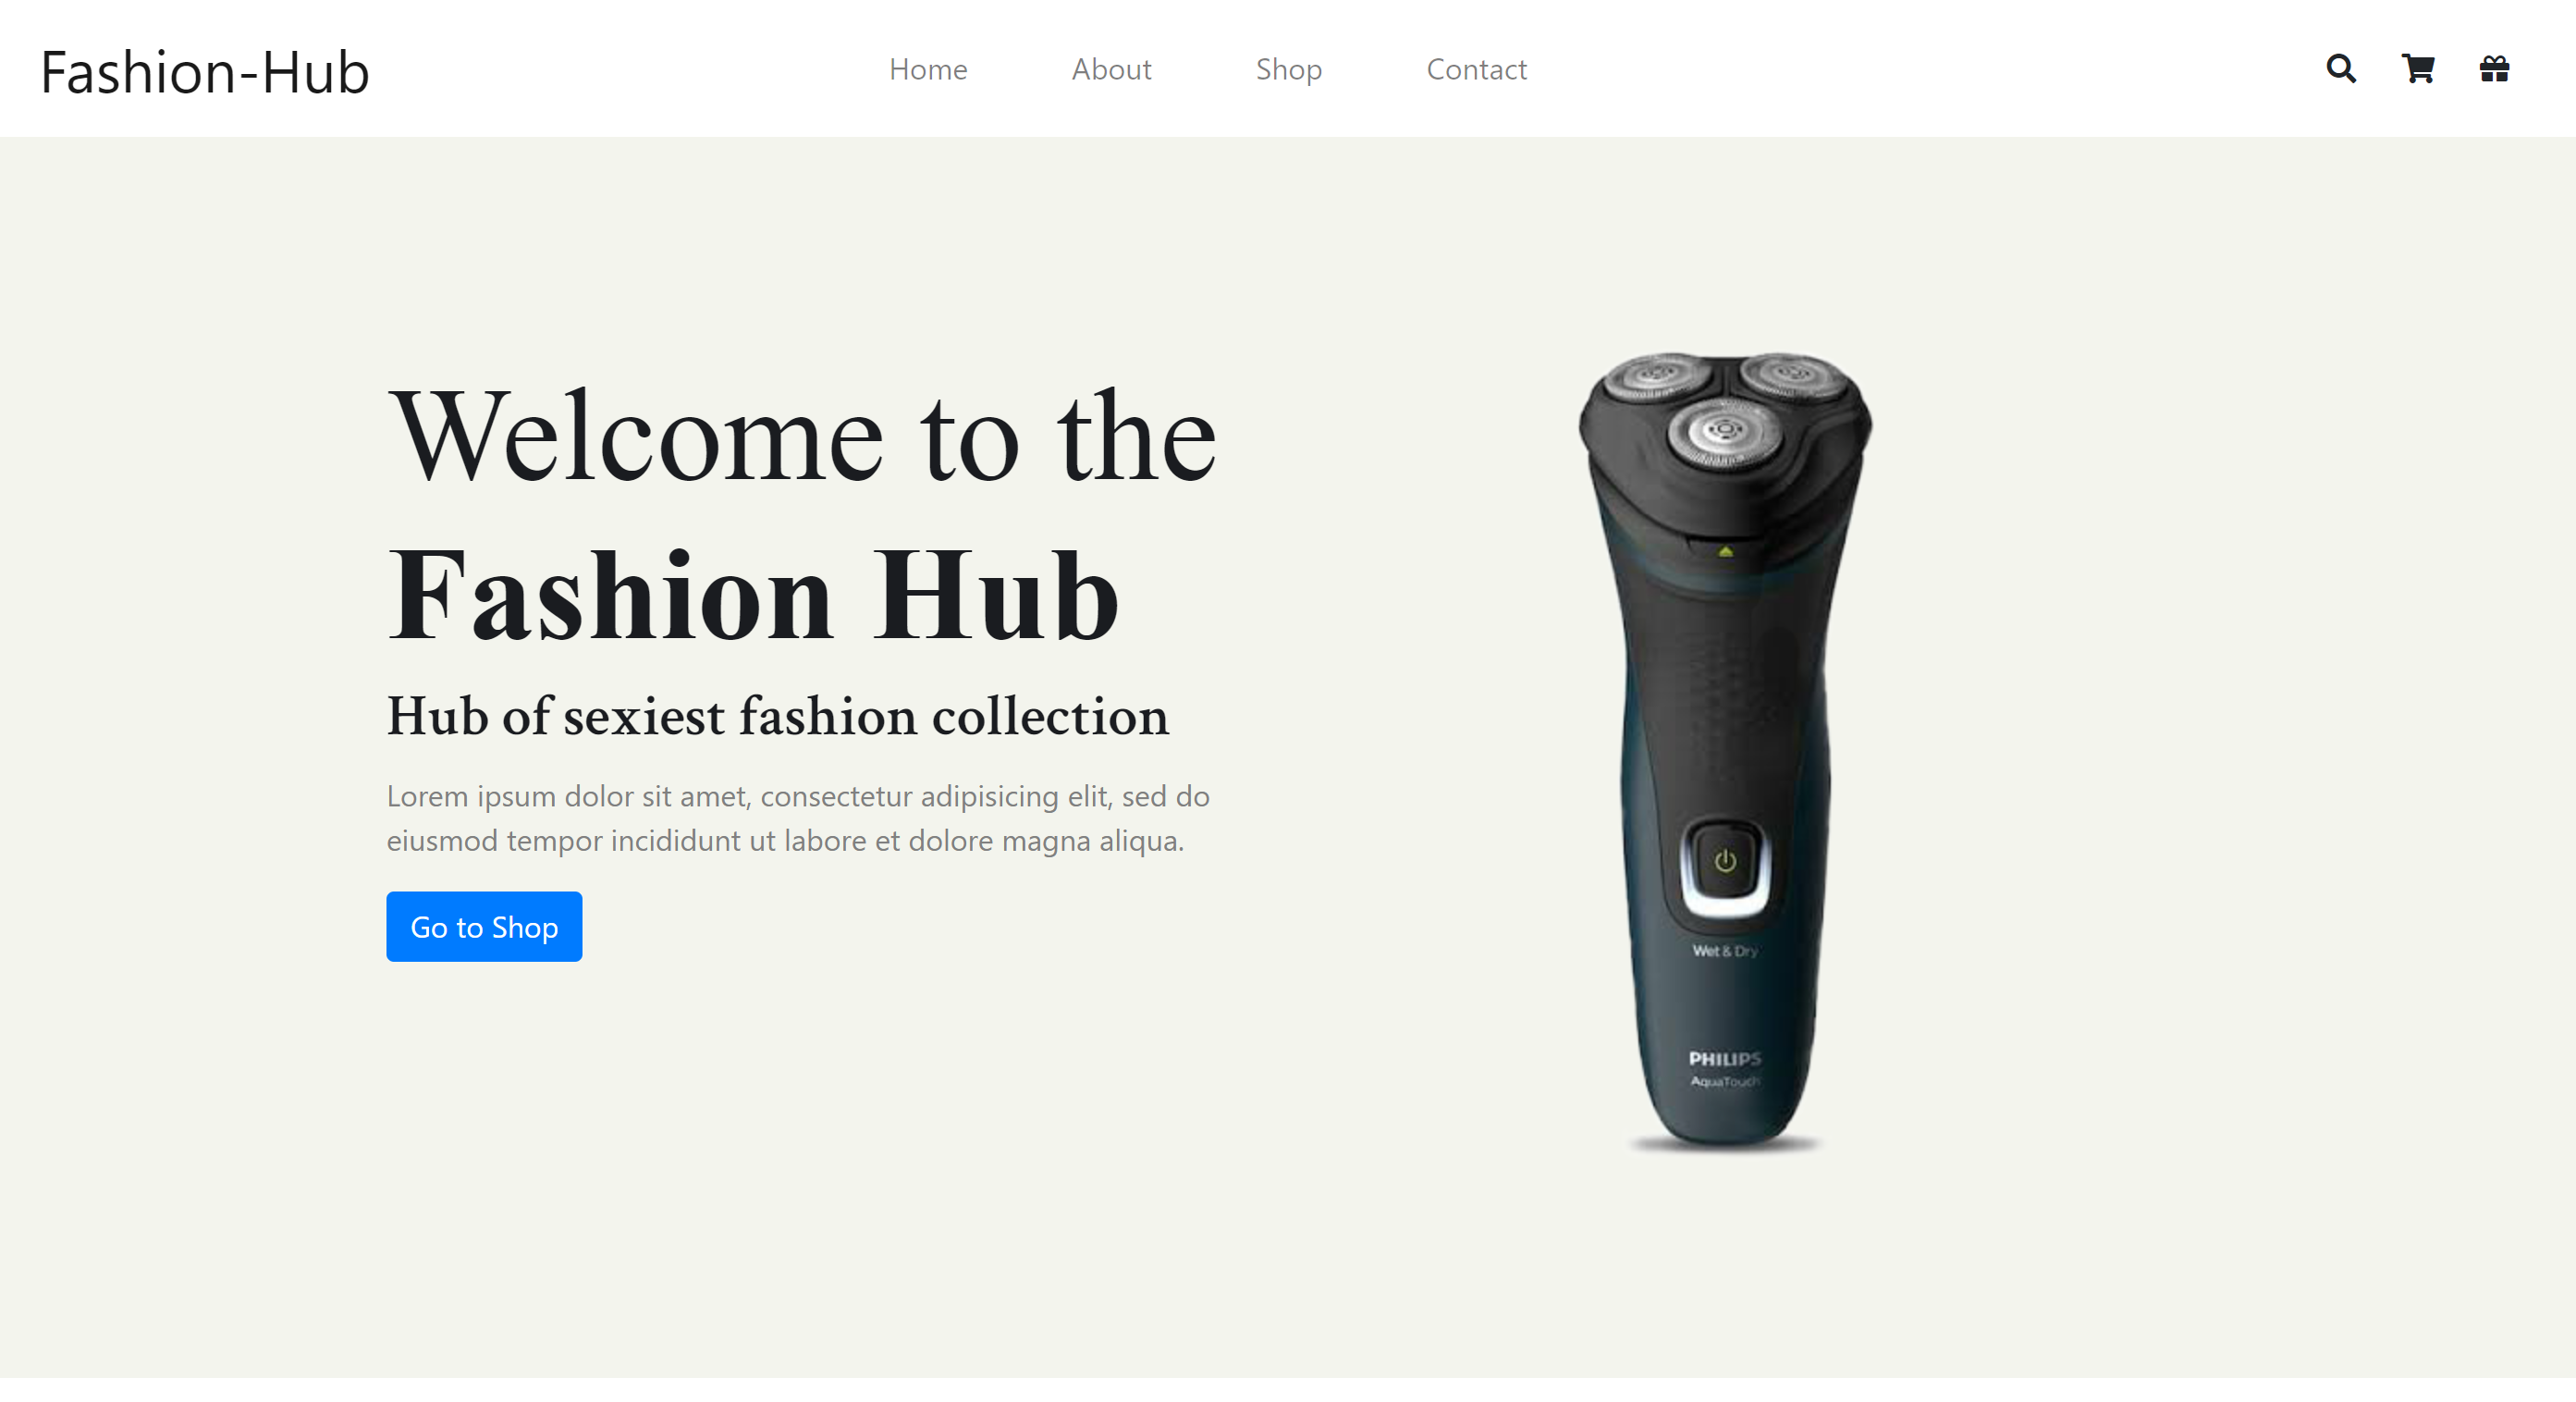 Fashion-Hub
Home About Shop Contact
Welcome to the
Fashion Hub
Hub of sexiest fashion collection
Lorem ipsum dolor sit amet, consectetur adipisicing elit, sed do
eiusmod tempor incididunt ut labore et dolore magna aliqua.
Go to Shop
Wet & Dry
PHILIPS
AquaTouch